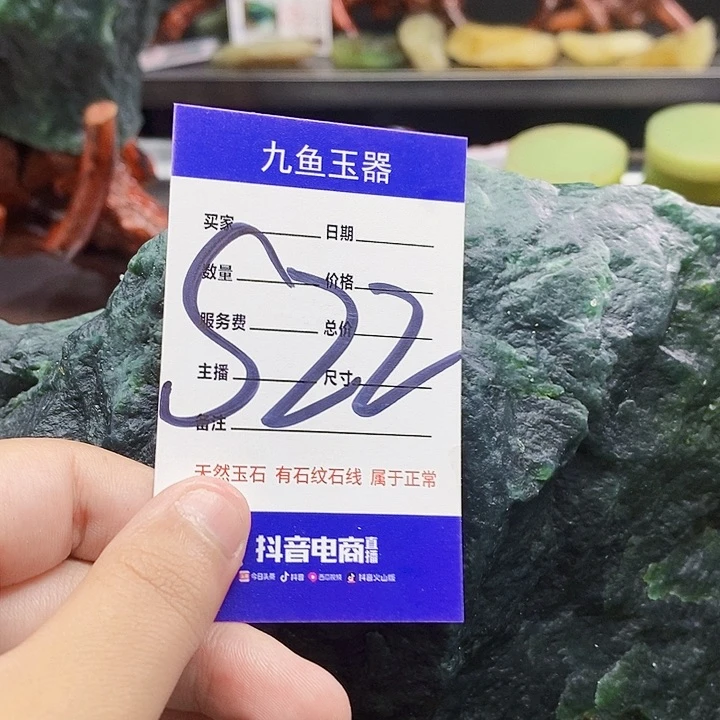 九鱼玉器
买家 日期
数量 价格
服务费 总价
主播 尺寸
备注
S22
天然玉石 有石纹石线 属于正常
抖音电商直播
今日头条 抖音 西瓜视频 抖音火山版